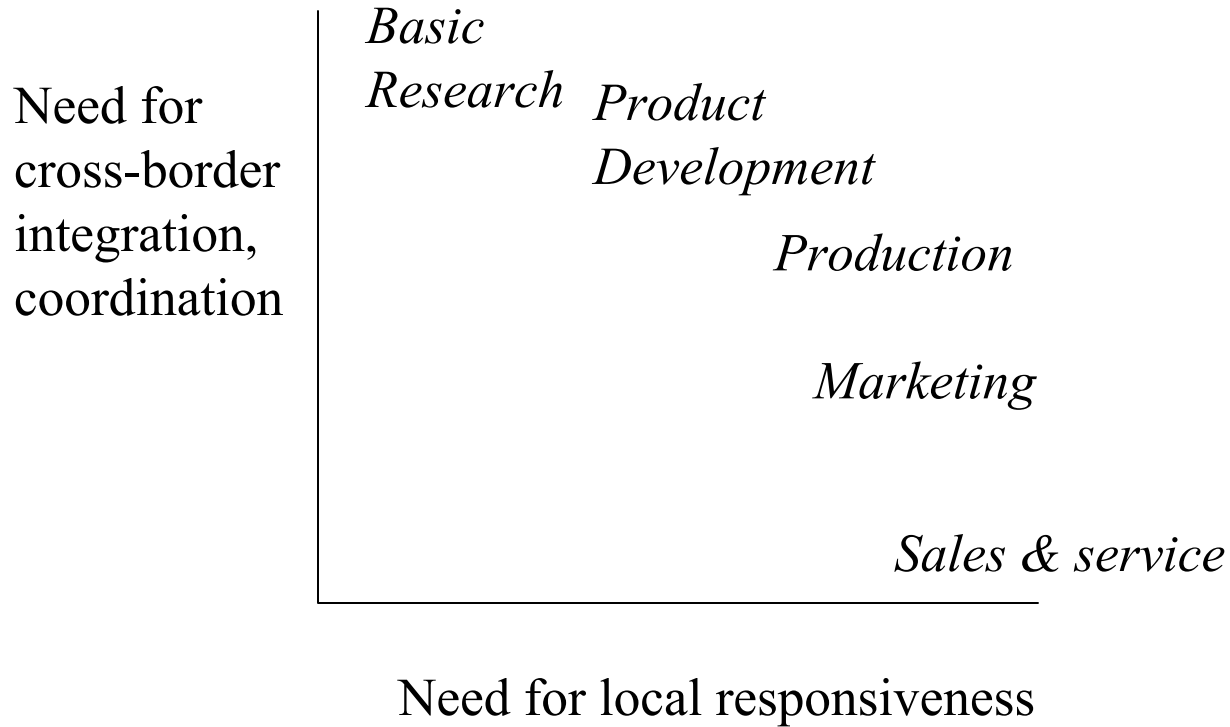 Basic
Research
Product
Development
Need for
cross-border
integration,
coordination
Production
Marketing
Sales & service
Need for local responsiveness